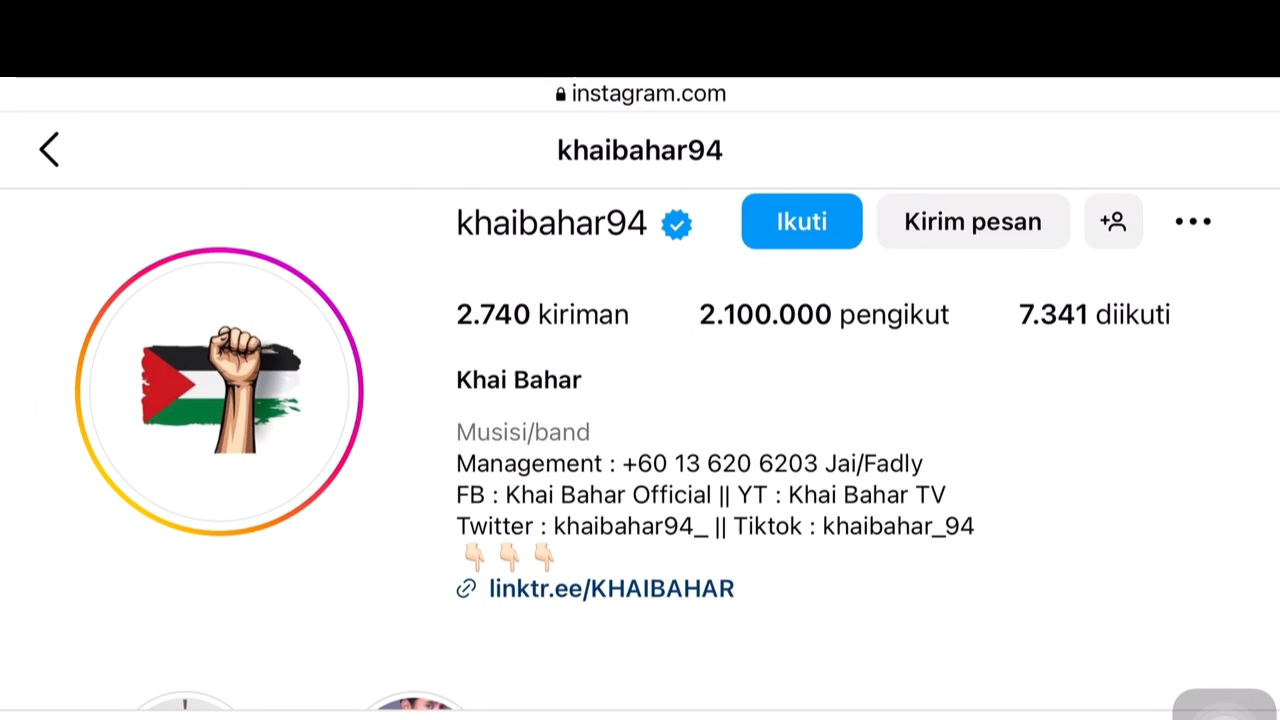 instagram.com
khaibahar94
khaibahar94 Ikuti Kirim pesan
2.740 kiriman 2.100.000 pengikut 7.341 diikuti
Khai Bahar
Musisi/band
Management : +60 13 620 6203 Jai/Fadly
FB : Khai Bahar Official || YT : Khai Bahar TV
Twitter : khaibahar94_ || Tiktok : khaibahar_94
👇🏻 👇🏻 👇🏻
linktr.ee/KHAIBAHAR